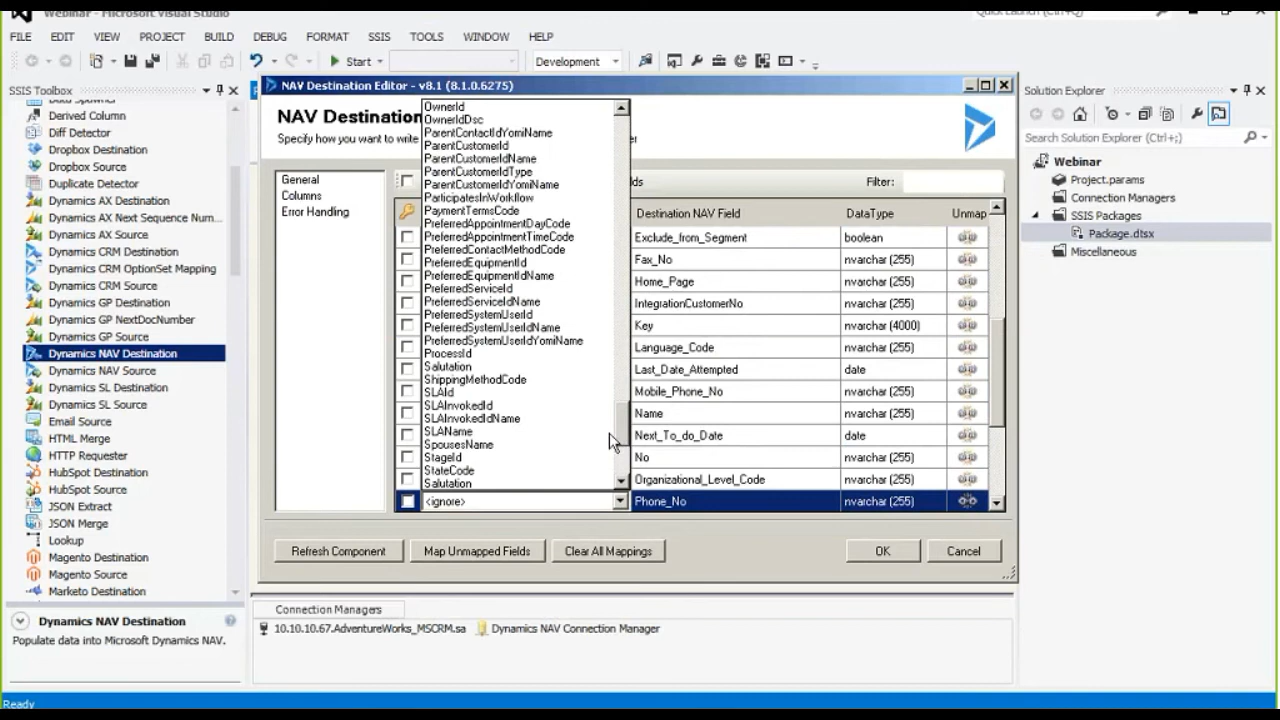 Webinar - Microsoft Visual Studio
Quick Launch (Ctrl+Q)
FILE EDIT VIEW PROJECT BUILD DEBUG FORMAT SSIS TOOLS WINDOW HELP
Start Development
SSIS Toolbox
Data Spawner
Derived Column
Diff Detector
Dropbox Destination
Dropbox Source
Duplicate Detector
Dynamics AX Destination
Dynamics AX Next Sequence Num...
Dynamics AX Source
Dynamics CRM Destination
Dynamics CRM OptionSet Mapping
Dynamics CRM Source
Dynamics GP Destination
Dynamics GP NextDocNumber
Dynamics GP Source
Dynamics NAV Destination
Dynamics NAV Source
Dynamics SL Destination
Dynamics SL Source
Email Source
HTML Merge
HTTP Requester
HubSpot Destination
HubSpot Source
JSON Extract
JSON Merge
Lookup
Magento Destination
Magento Source
Marketo Destination
Dynamics NAV Destination
Populate data into Microsoft Dynamics NAV.
NAV Destination Editor - v8.1 (8.1.0.6275)
NAV Destination
Specify how you want to write
General
Columns
Error Handling
OwnerId
OwnerIdDsc
ParentContactIdYomiName
ParentCustomerId
ParentCustomerIdName
ParentCustomerIdType
ParentCustomerIdYomiName
ParticipatesInWorkflow
PaymentTermsCode
PreferredAppointmentDayCode
PreferredAppointmentTimeCode
PreferredContactMethodCode
PreferredEquipmentId
PreferredEquipmentIdName
PreferredServiceId
PreferredServiceIdName
PreferredSystemUserId
PreferredSystemUserIdName
PreferredSystemUserIdYomiName
ProcessId
Salutation
ShippingMethodCode
SLAId
SLAInvokedId
SLAInvokedIdName
SLAName
SpousesName
StageId
StateCode
Salutation
<ignore>
Filter:
Destination NAV Field DataType Unmap
Exclude_from_Segment boolean
Fax_No nvarchar (255)
Home_Page nvarchar (255)
IntegrationCustomerNo nvarchar (255)
Key nvarchar (4000)
Language_Code nvarchar (255)
Last_Date_Attempted date
Mobile_Phone_No nvarchar (255)
Name nvarchar (255)
Next_To_do_Date date
No nvarchar (255)
Organizational_Level_Code nvarchar (255)
Phone_No nvarchar (255)
Refresh Component Map Unmapped Fields Clear All Mappings OK Cancel
Connection Managers
10.10.10.67.AdventureWorks_MSCRM.sa Dynamics NAV Connection Manager
Solution Explorer
Search Solution Explorer (Ctrl+;)
Webinar
Project.params
Connection Managers
SSIS Packages
Package.dtsx
Miscellaneous
Ready